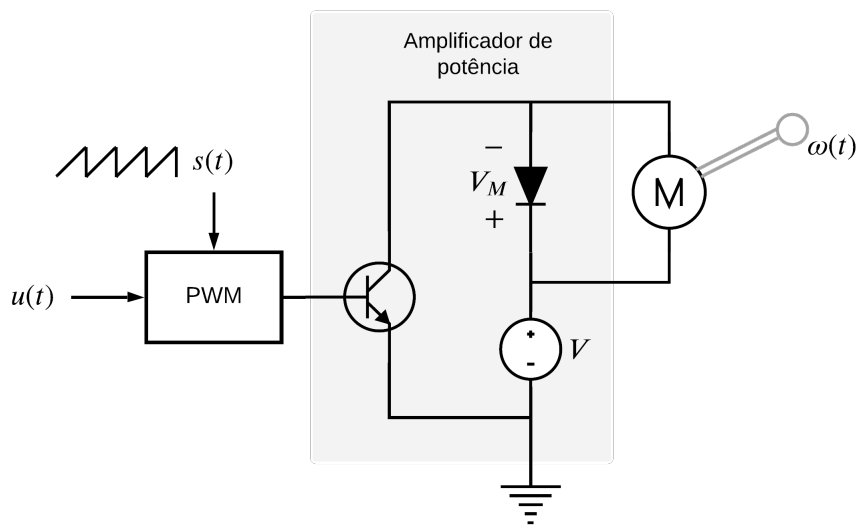 Amplificador de
potência
s(t)
−
V_M
+
M
ω(t)
u(t)
PWM
+
-
V